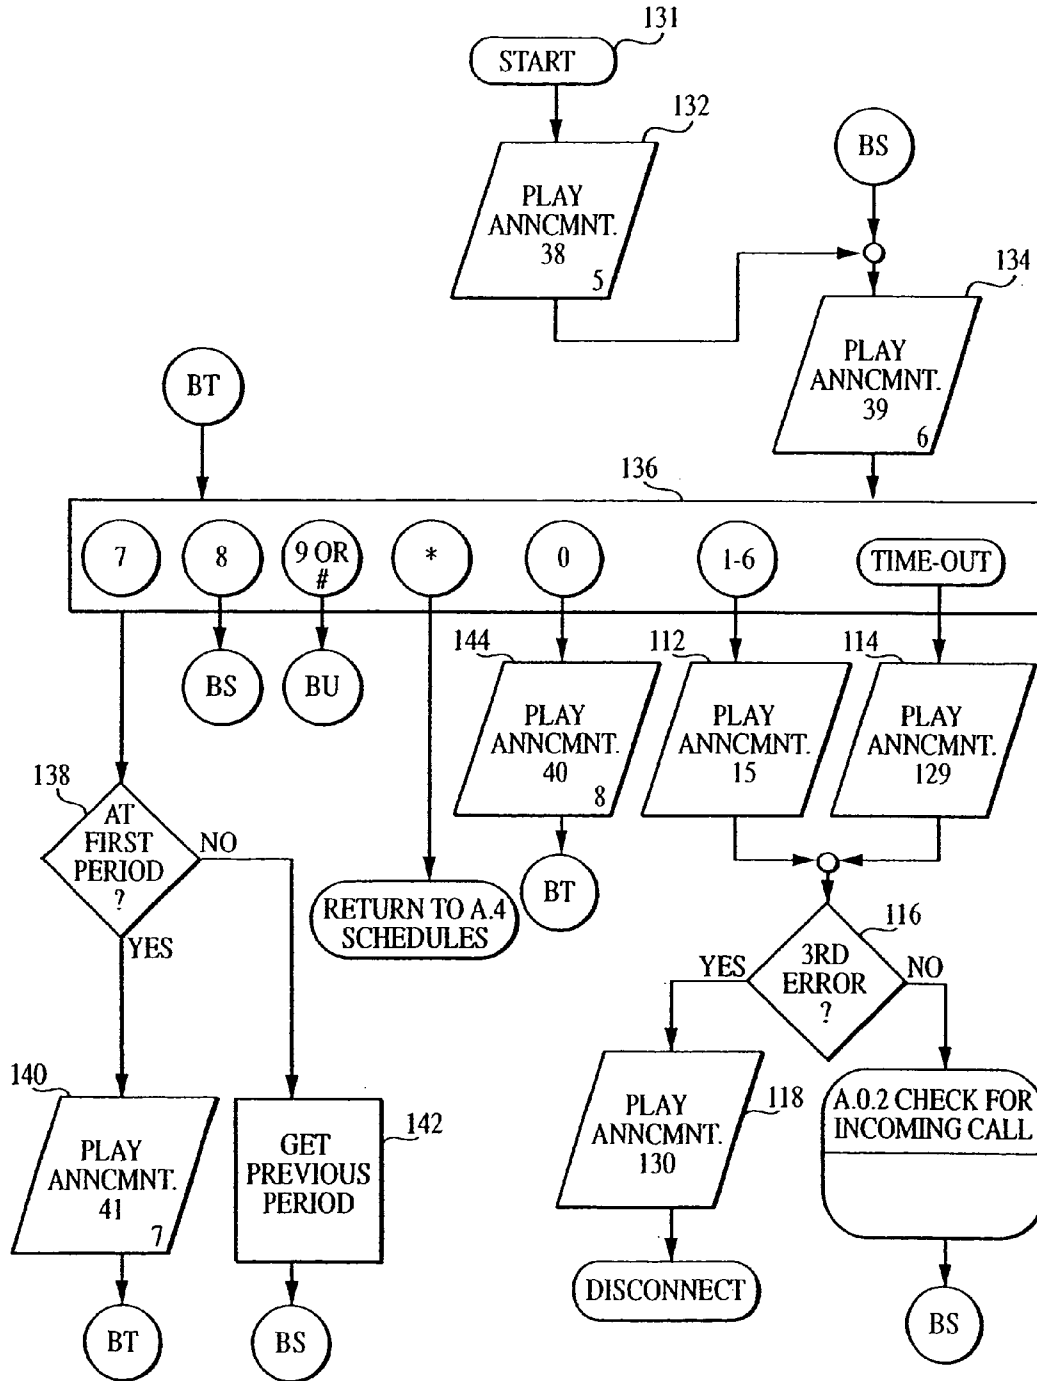 131
START
132
PLAY
ANNCMNT.
38
5
BS
134
PLAY
ANNCMNT.
39
6
BT
136
7
8
9 OR
#
*
0
1-6
TIME-OUT
BS
BU
144
PLAY
ANNCMNT.
40
8
112
PLAY
ANNCMNT.
15
114
PLAY
ANNCMNT.
129
138
AT
FIRST
PERIOD
?
NO
YES
RETURN TO A.4
SCHEDULES
BT
116
3RD
ERROR
?
YES
NO
140
PLAY
ANNCMNT.
41
7
142
GET
PREVIOUS
PERIOD
118
PLAY
ANNCMNT.
130
A.0.2 CHECK FOR
INCOMING CALL
DISCONNECT
BT
BS
BS